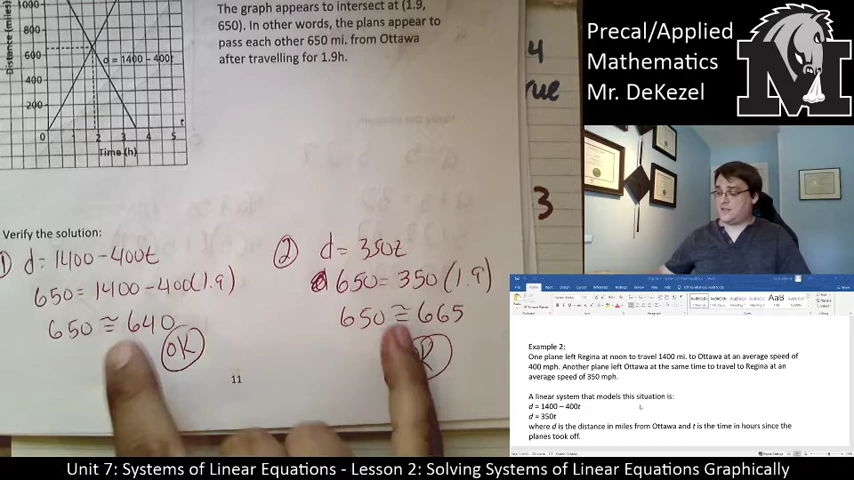 Distance (miles)
1000
800
600
400
200
0
1
2
3
4
5
t
d = 1400 – 400t
Time (h)
The graph appears to intersect at (1.9,
650). In other words, the plans appear to
pass each other 650 mi. from Ottawa
after travelling for 1.9h.
4
rue
3
Verify the solution:
1 d = 1400 - 400t
650 = 1400 - 400(1.9)
650 ≅ 640
OK
2 d = 350t
650 = 350 (1.9)
650 ≅ 665
OK
11
Precal/Applied
Mathematics
Mr. DeKezel
M
Example 2:
One plane left Regina at noon to travel 1400 mi. to Ottawa at an average speed of
400 mph. Another plane left Ottawa at the same time to travel to Regina at an
average speed of 350 mph.
A linear system that models this situation is:
d = 1400 – 400t
d = 350t
where d is the distance in miles from Ottawa and t is the time in hours since the
planes took off.
Unit 7: Systems of Linear Equations - Lesson 2: Solving Systems of Linear Equations Graphically